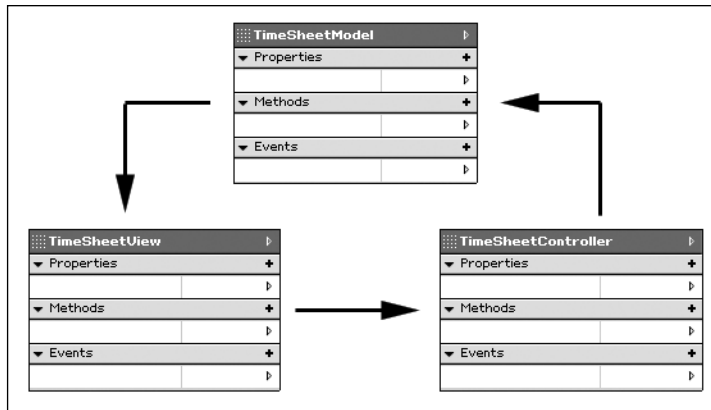 TimeSheetModel
Properties
Methods
Events
TimeSheetView
Properties
Methods
Events
TimeSheetController
Properties
Methods
Events